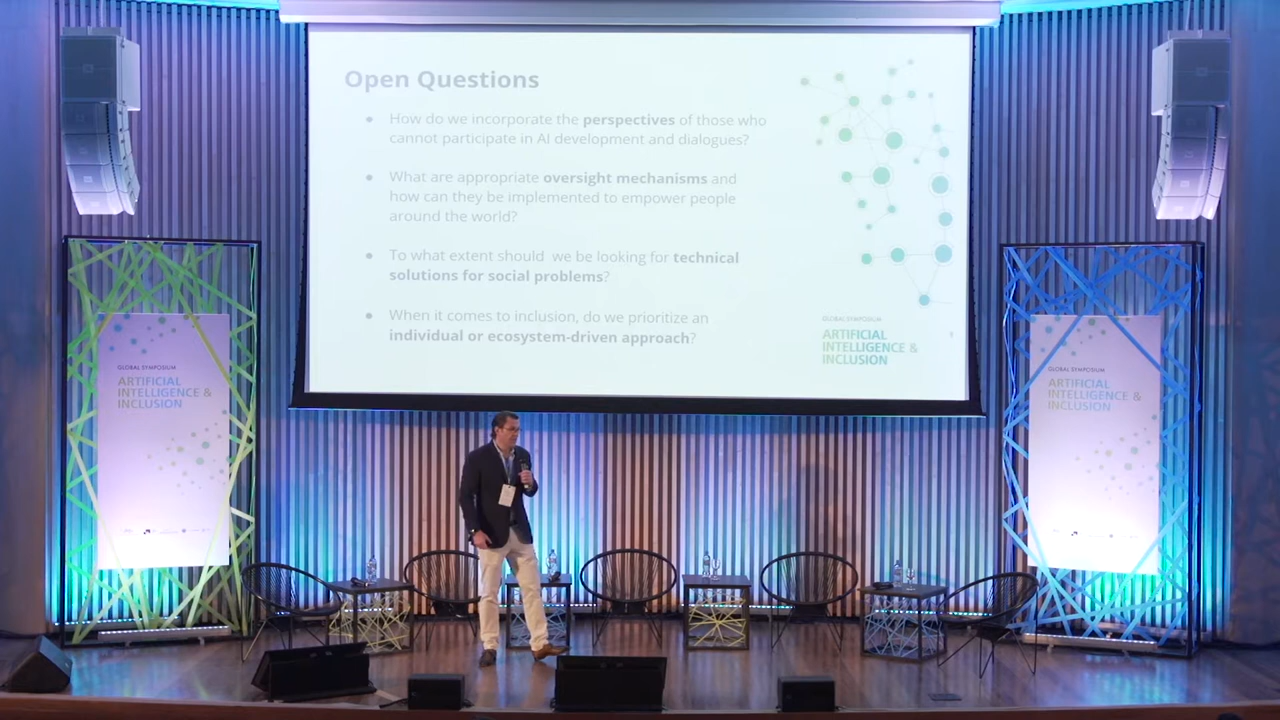 Open Questions
● How do we incorporate the perspectives of those who
cannot participate in AI development and dialogues?
● What are appropriate oversight mechanisms and
how can they be implemented to empower people
around the world?
● To what extent should we be looking for technical
solutions for social problems?
● When it comes to inclusion, do we prioritize an
individual or ecosystem-driven approach?
GLOBAL SYMPOSIUM
ARTIFICIAL
INTELLIGENCE &
INCLUSION
GLOBAL SYMPOSIUM
ARTIFICIAL
INTELLIGENCE &
INCLUSION
GLOBAL SYMPOSIUM
ARTIFICIAL
INTELLIGENCE &
INCLUSION